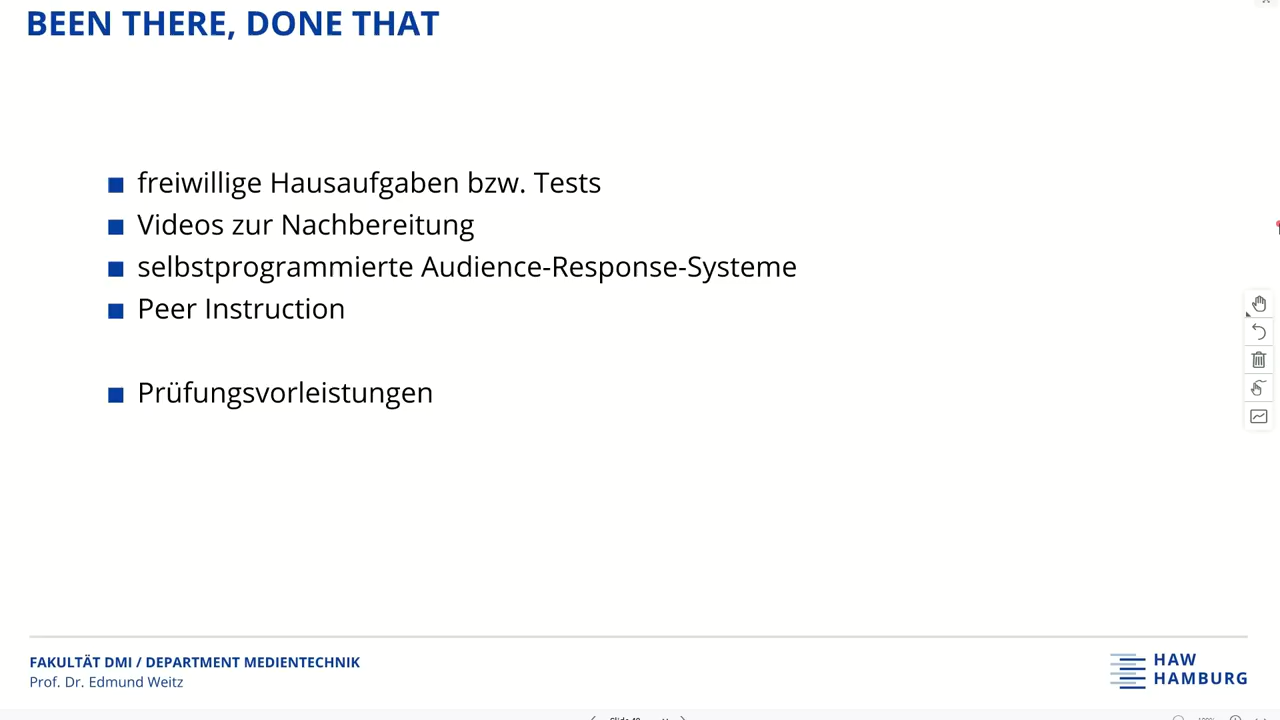 BEEN THERE, DONE THAT
freiwillige Hausaufgaben bzw. Tests
Videos zur Nachbereitung
selbstprogrammierte Audience-Response-Systeme
Peer Instruction
Prüfungsvorleistungen
FAKULTÄT DMI / DEPARTMENT MEDIENTECHNIK
Prof. Dr. Edmund Weitz
HAW
HAMBURG